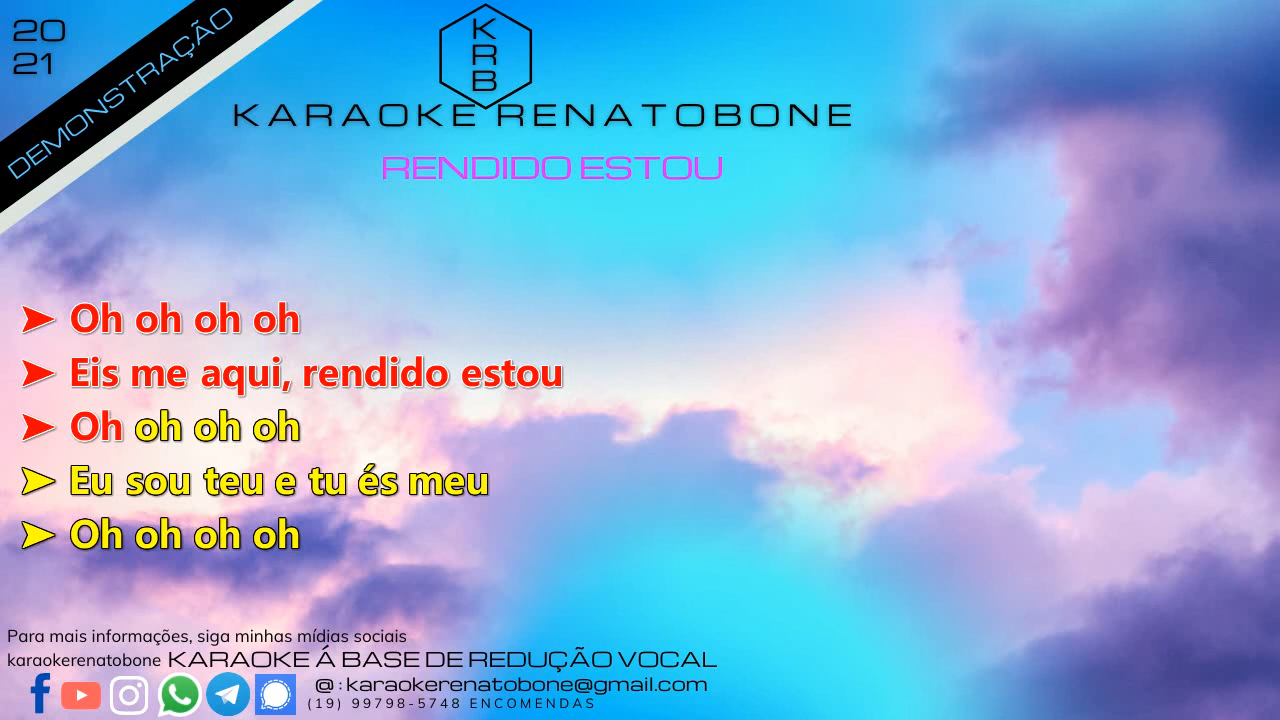 20
21
DEMONSTRAÇÃO
K
R
B
KARAOKE RENATOBONE
RENDIDO ESTOU
➤ Oh oh oh oh
➤ Eis me aqui, rendido estou
➤ Oh oh oh oh
➤ Eu sou teu e tu és meu
➤ Oh oh oh oh
Para mais informações, siga minhas mídias sociais
karaokerenatobone KARAOKE Á BASE DE REDUÇÃO VOCAL
@:karaokerenatobone@gmail.com
(19) 99798-5748 ENCOMENDAS